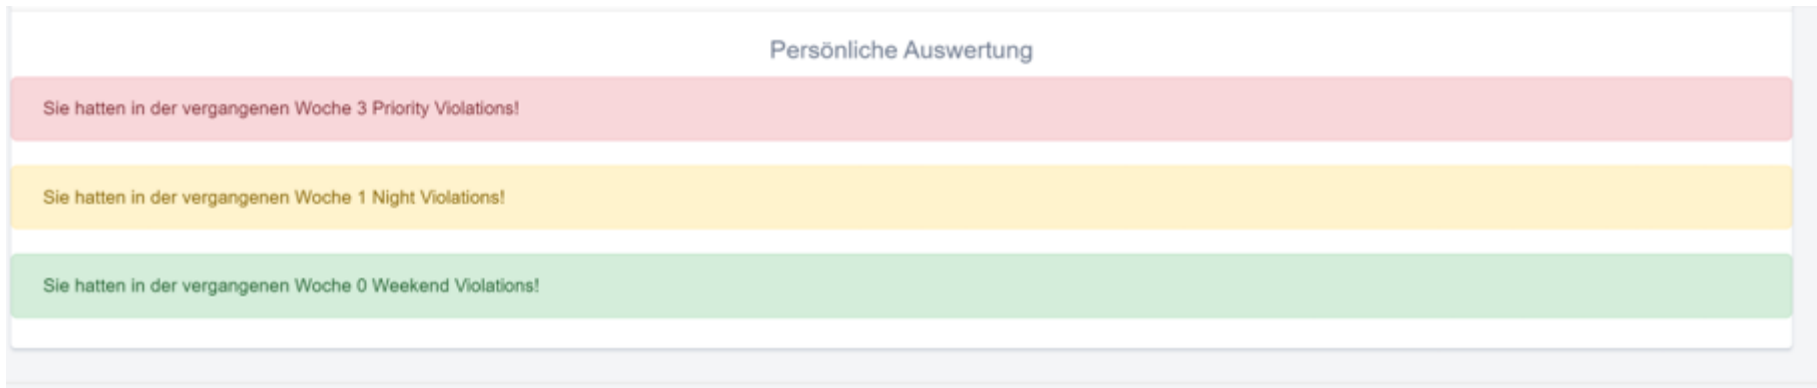 Persönliche Auswertung
Sie hatten in der vergangenen Woche 3 Priority Violations!
Sie hatten in der vergangenen Woche 1 Night Violations!
Sie hatten in der vergangenen Woche 0 Weekend Violations!